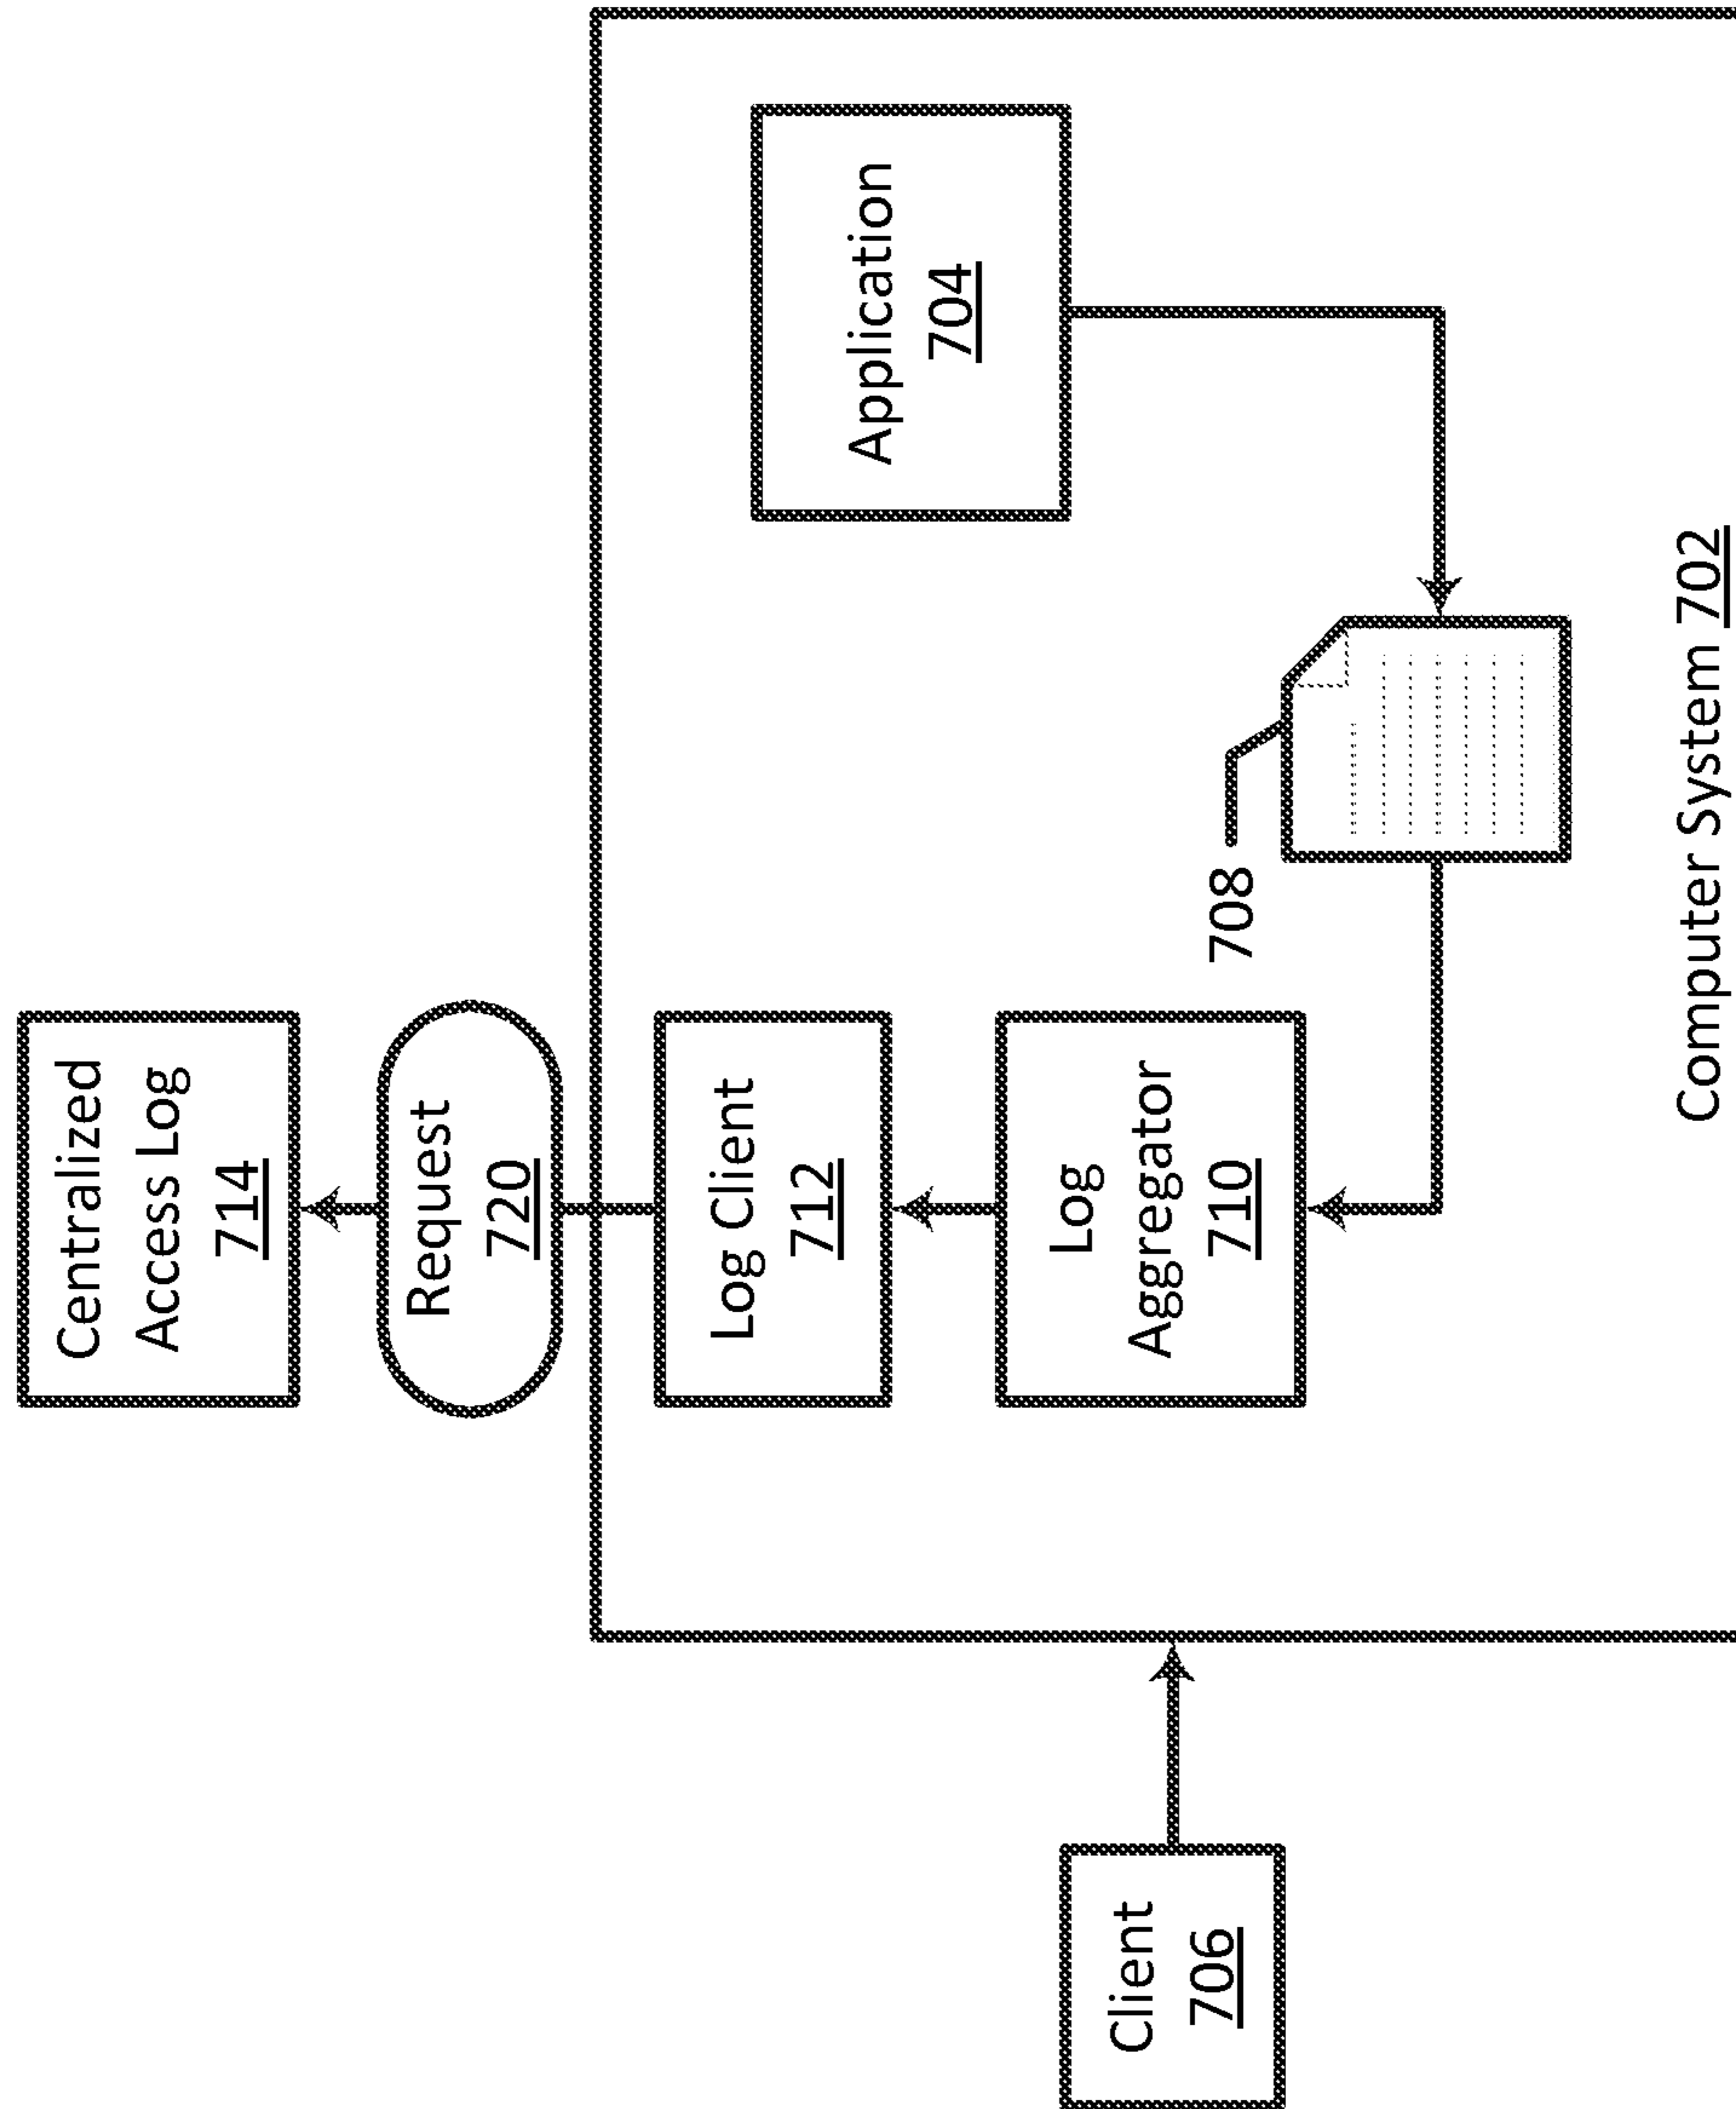 Centralized
Access Log
714
Request
720
Log Client
712
Log
Aggregator
710
Application
704
708
Client
706
Computer System 702